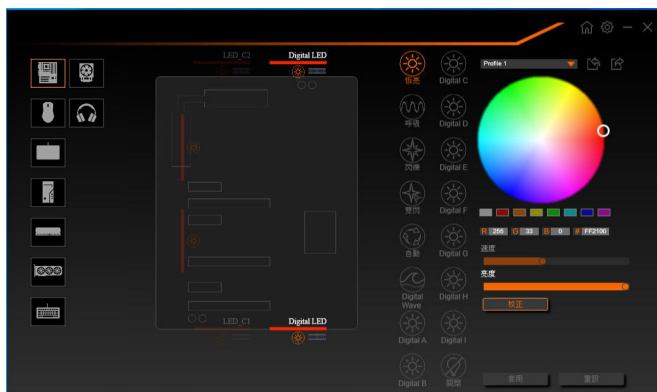 LED_C2 Digital LED
恆亮 Digital C
呼吸 Digital D
閃爍 Digital E
雙閃 Digital F
自動 Digital G
Digital Wave Digital H
Digital A Digital I
Digital B 關閉
LED_C1 Digital LED
Profile 1
R 255 G 33 B 0 # FF2100
速度
亮度
校正
套用 重設